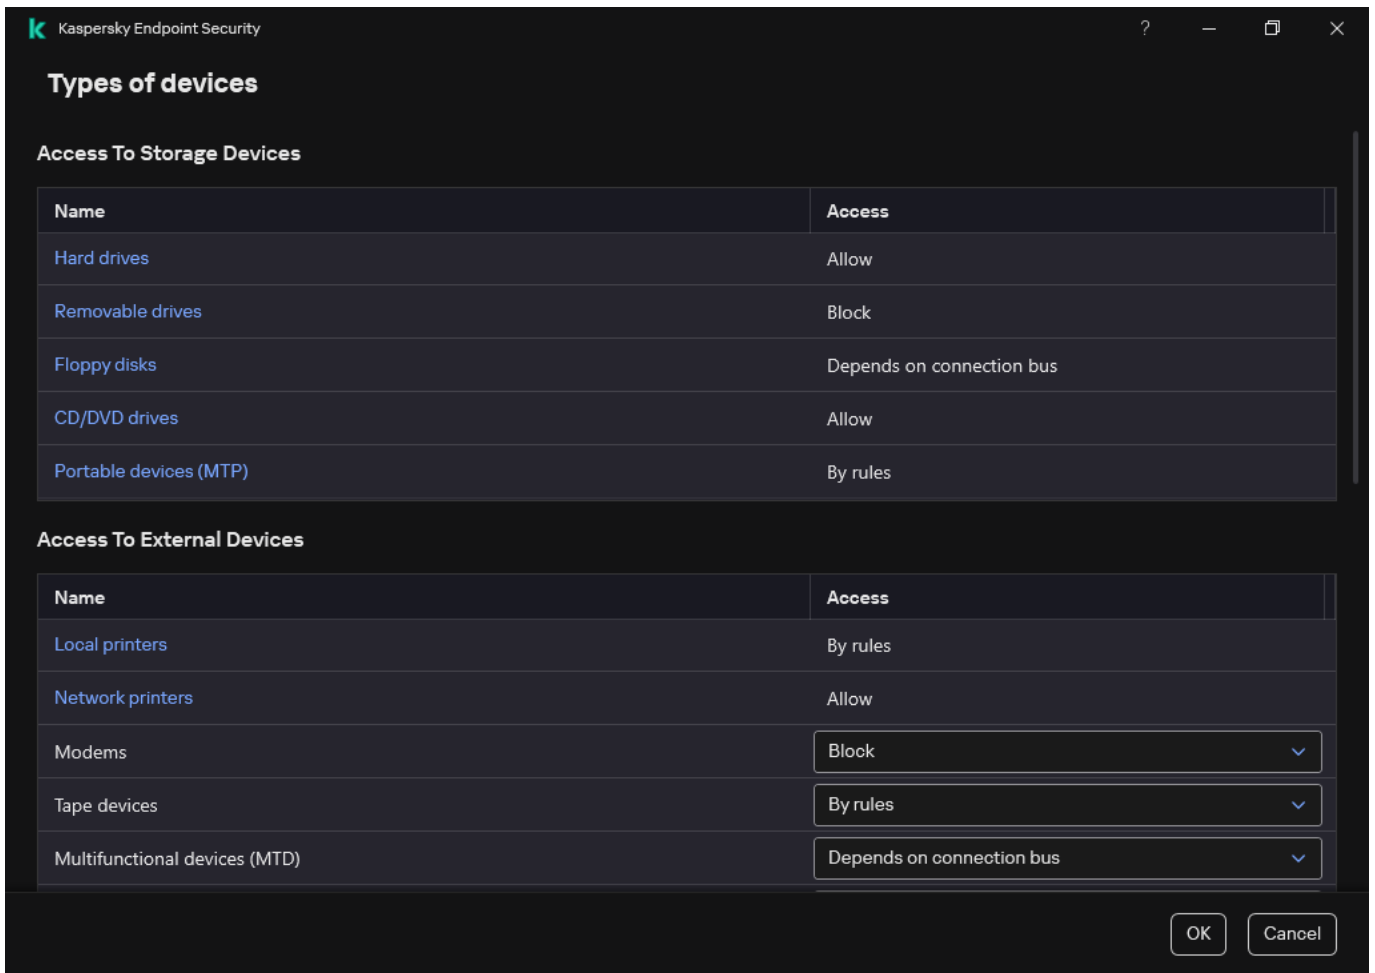 Kaspersky Endpoint Security ?
Types of devices
Access To Storage Devices
Name Access
Hard drives Allow
Removable drives Block
Floppy disks Depends on connection bus
CD/DVD drives Allow
Portable devices (MTP) By rules
Access To External Devices
Name Access
Local printers By rules
Network printers Allow
Modems Block
Tape devices By rules
Multifunctional devices (MTD) Depends on connection bus
OK Cancel